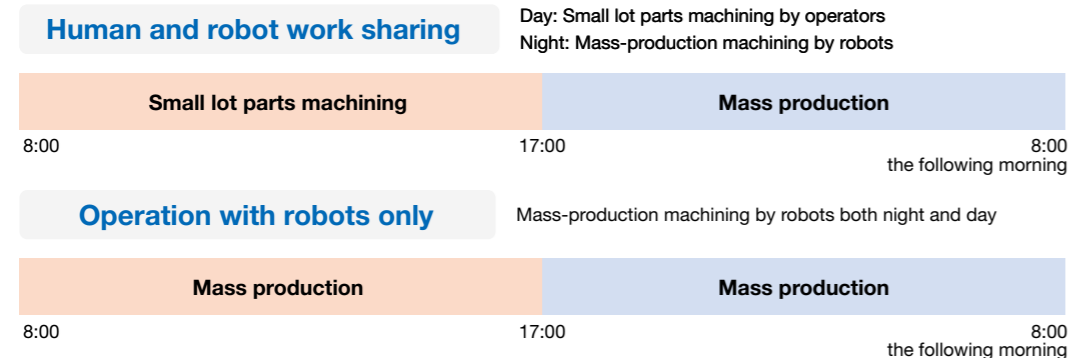 Human and robot work sharing
Day: Small lot parts machining by operators
Night: Mass-production machining by robots
Small lot parts machining
Mass production
8:00
17:00
8:00
the following morning
Operation with robots only
Mass-production machining by robots both night and day
Mass production
Mass production
8:00
17:00
8:00
the following morning